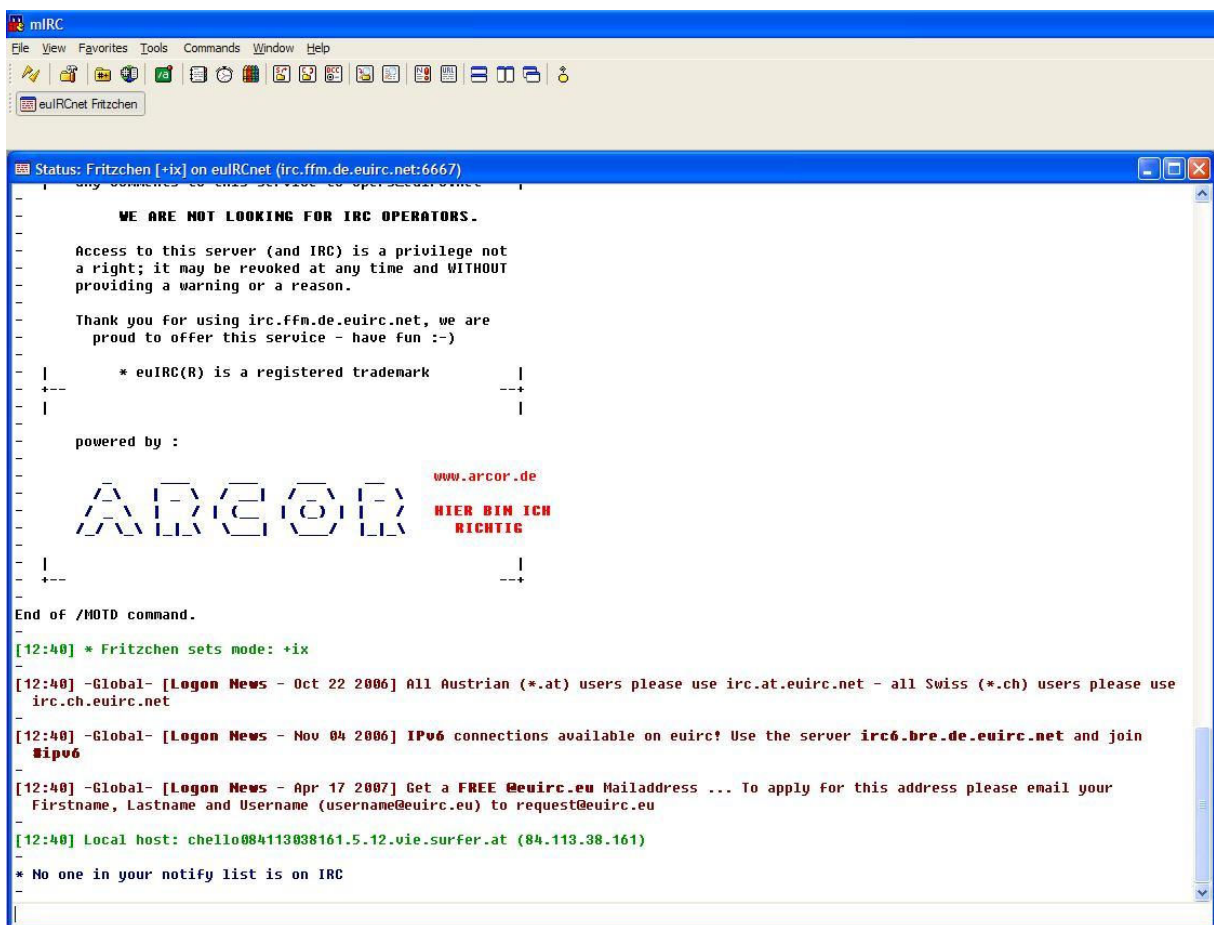 mIRC
File View Favorites Tools Commands Window Help
euIRCnet Fritzchen
Status: Fritzchen [+ix] on euIRCnet (irc.ffm.de.euirc.net:6667)
any comments to this service to opers@euirc.net
WE ARE NOT LOOKING FOR IRC OPERATORS.
Access to this server (and IRC) is a privilege not
a right; it may be revoked at any time and WITHOUT
providing a warning or a reason.
Thank you for using irc.ffm.de.euirc.net, we are
proud to offer this service - have fun :-)
* euIRC(R) is a registered trademark
powered by :
www.arcor.de
ARCOR
HIER BIN ICH
RICHTIG
End of /MOTD command.
[12:40] * Fritzchen sets mode: +ix
[12:40] -Global- [Logon News - Oct 22 2006] All Austrian (*.at) users please use irc.at.euirc.net - all Swiss (*.ch) users please use
irc.ch.euirc.net
[12:40] -Global- [Logon News - Nov 04 2006] IPv6 connections available on euirc! Use the server irc6.bre.de.euirc.net and join
#ipv6
[12:40] -Global- [Logon News - Apr 17 2007] Get a FREE @euirc.eu Mailaddress ... To apply for this address please email your
Firstname, Lastname and Username (username@euirc.eu) to request@euirc.eu
[12:40] Local host: chello084113038161.5.12.vie.surfer.at (84.113.38.161)
* No one in your notify list is on IRC